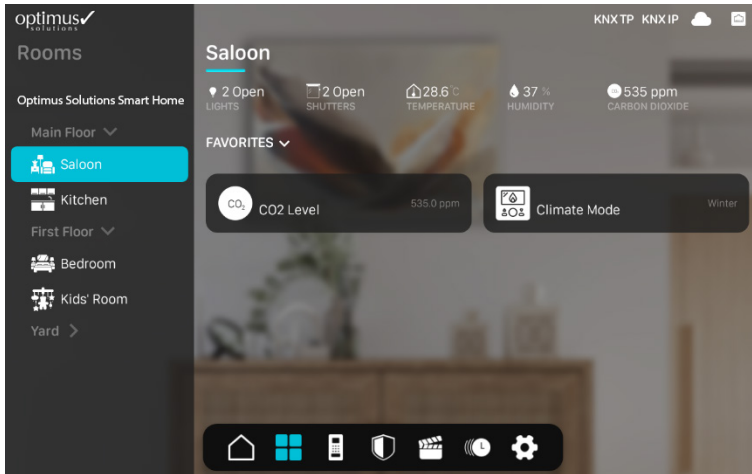 optimus
solutions
KNX TP KNX IP
Rooms
Saloon
Optimus Solutions Smart Home
2 Open
LIGHTS
2 Open
SHUTTERS
28.6 °C
TEMPERATURE
37 %
HUMIDITY
535 ppm
CARBON DIOXIDE
Main Floor
FAVORITES
Saloon
Kitchen
CO2
CO2 Level
535.0 ppm
Climate Mode
Winter
First Floor
Bedroom
Kids' Room
Yard